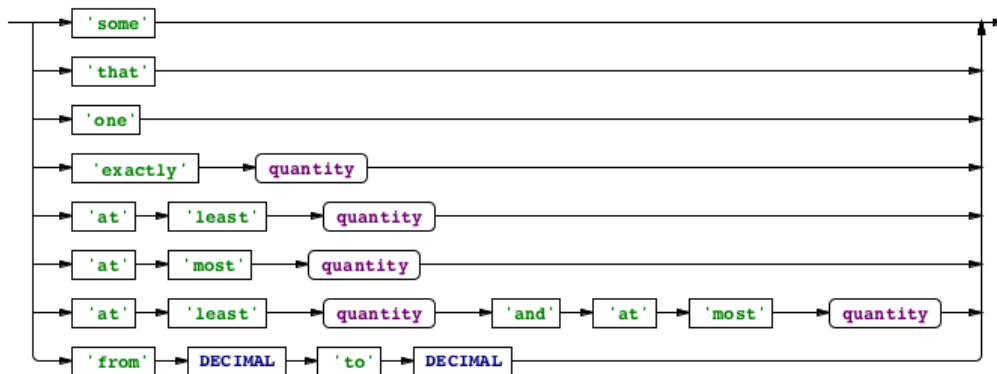 'some'
'that'
'one'
'exactly' quantity
'at' 'least' quantity
'at' 'most' quantity
'at' 'least' quantity 'and' 'at' 'most' quantity
'from' DECIMAL 'to' DECIMAL